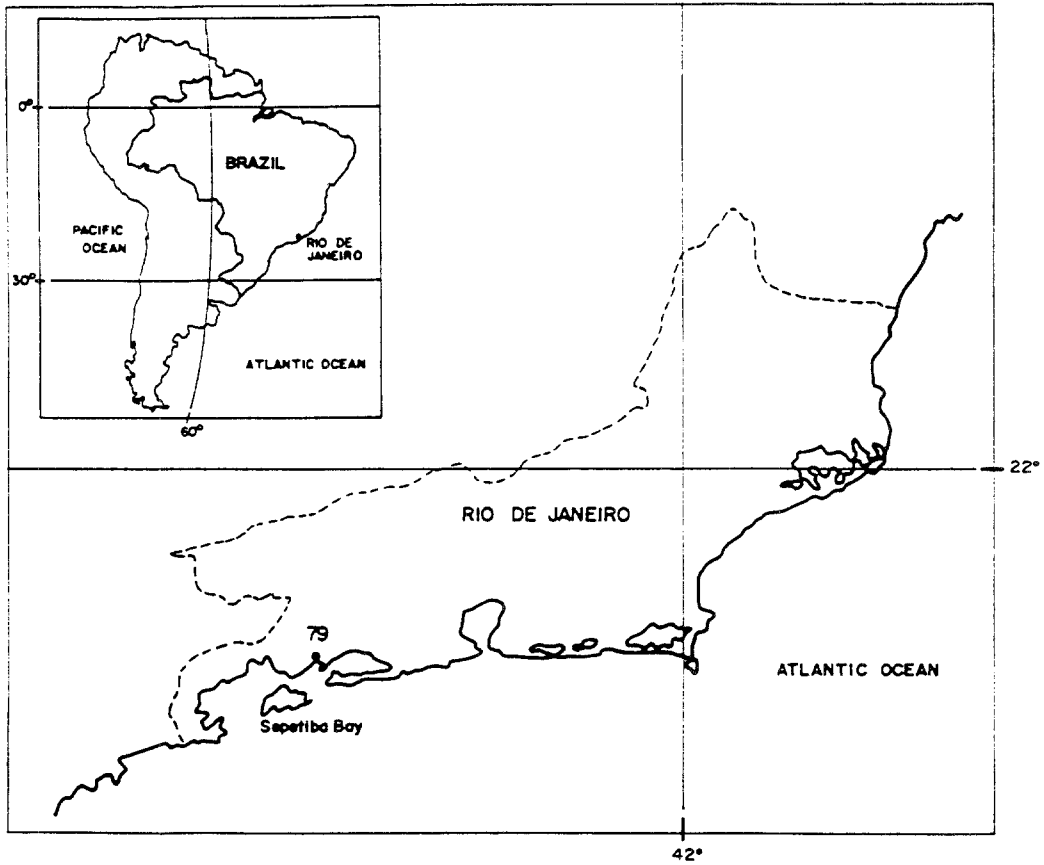 0°
BRAZIL
PACIFIC
OCEAN
RIO DE
JANEIRO
30°
ATLANTIC OCEAN
60°
22°
RIO DE JANEIRO
79
ATLANTIC OCEAN
Sepetiba Bay
42°